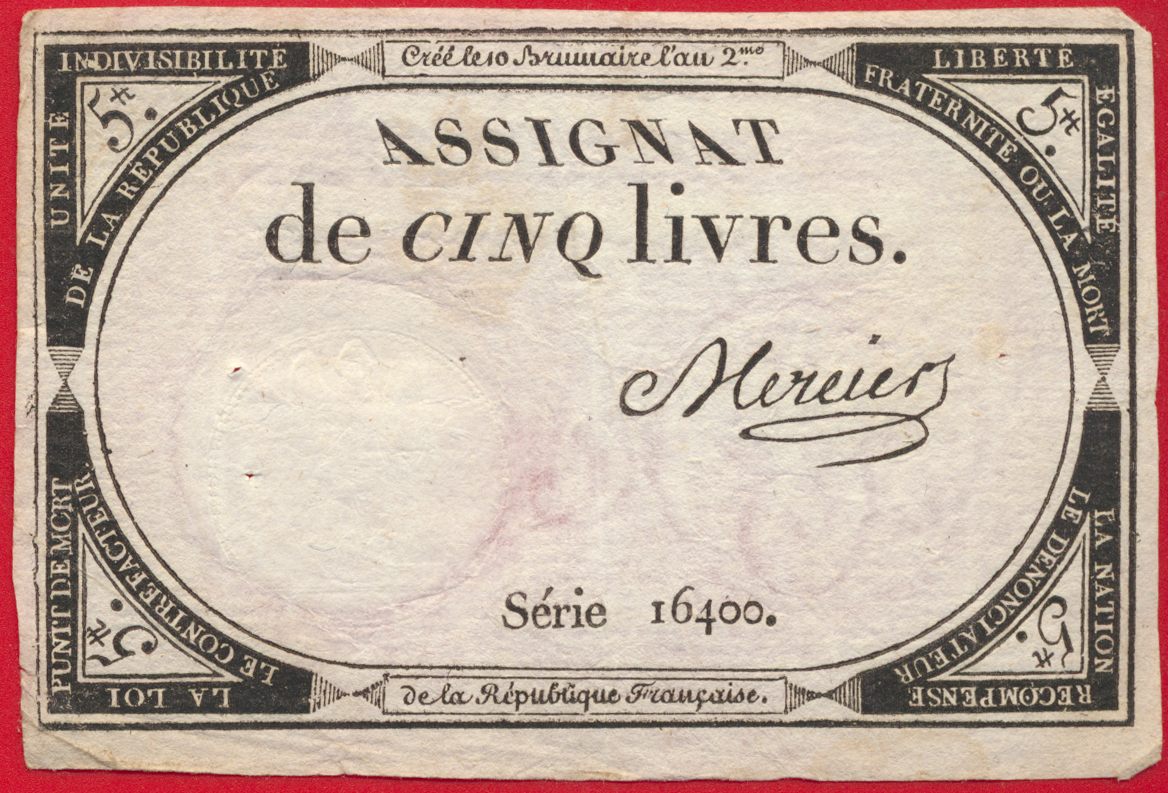 Créé le 10 Brumaire l'an 2.me
UNITÉ INDIVISIBILITÉ
DE LA RÉPUBLIQUE
5.
LIBERTÉ EGALITÉ
FRATERNITÉ OU LA MORT
5.
ASSIGNAT
de CINQ livres.
Mercier
Série 16400.
LA LOI PUNIT DE MORT
LE CONTREFACTEUR.
5.
LA NATION RÉCOMPENSE
LE DÉNONCIATEUR
5.
de la République Française.